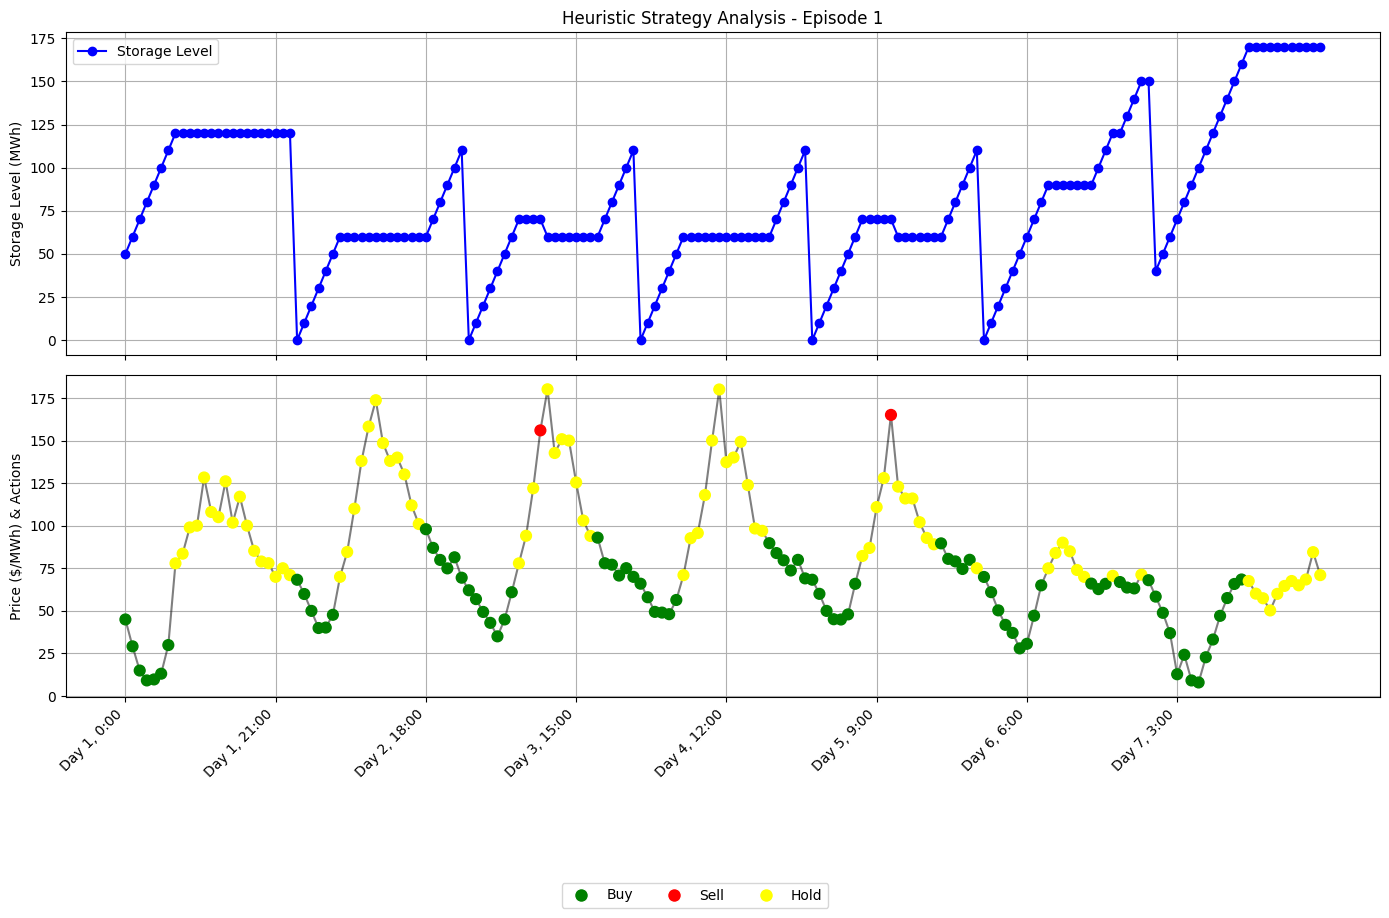 Heuristic Strategy Analysis - Episode 1
Storage Level
Storage Level (MWh)
175
150
125
100
75
50
25
0
Price ($/MWh) & Actions
175
150
125
100
75
50
25
0
Day 1, 0:00
Day 1, 21:00
Day 2, 18:00
Day 3, 15:00
Day 4, 12:00
Day 5, 9:00
Day 6, 6:00
Day 7, 3:00
Buy
Sell
Hold